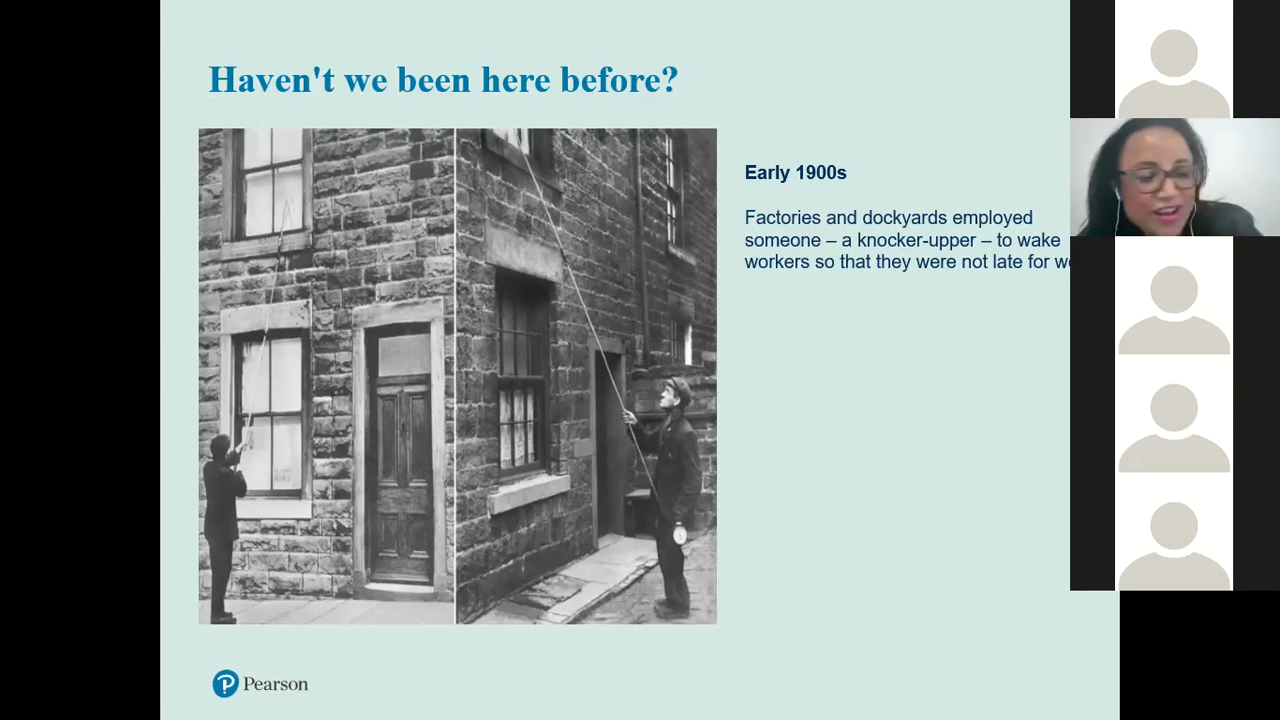 Haven't we been here before?
Early 1900s
Factories and dockyards employed
someone – a knocker-upper – to wake
workers so that they were not late for
Pearson